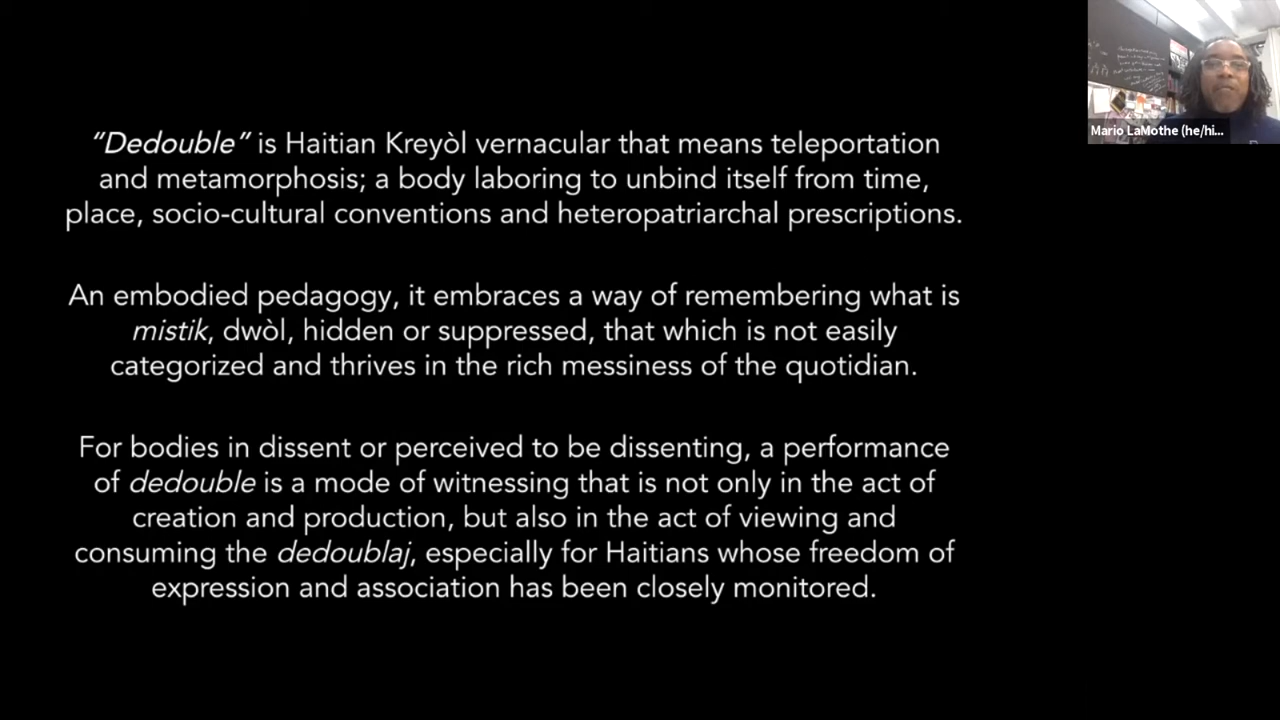 “Dedouble” is Haitian Kreyòl vernacular that means teleportation
and metamorphosis; a body laboring to unbind itself from time,
place, socio-cultural conventions and heteropatriarchal prescriptions.
An embodied pedagogy, it embraces a way of remembering what is
mistik, dwòl, hidden or suppressed, that which is not easily
categorized and thrives in the rich messiness of the quotidian.
For bodies in dissent or perceived to be dissenting, a performance
of dedouble is a mode of witnessing that is not only in the act of
creation and production, but also in the act of viewing and
consuming the dedoublaj, especially for Haitians whose freedom of
expression and association has been closely monitored.
Mario LaMothe (he/hi...